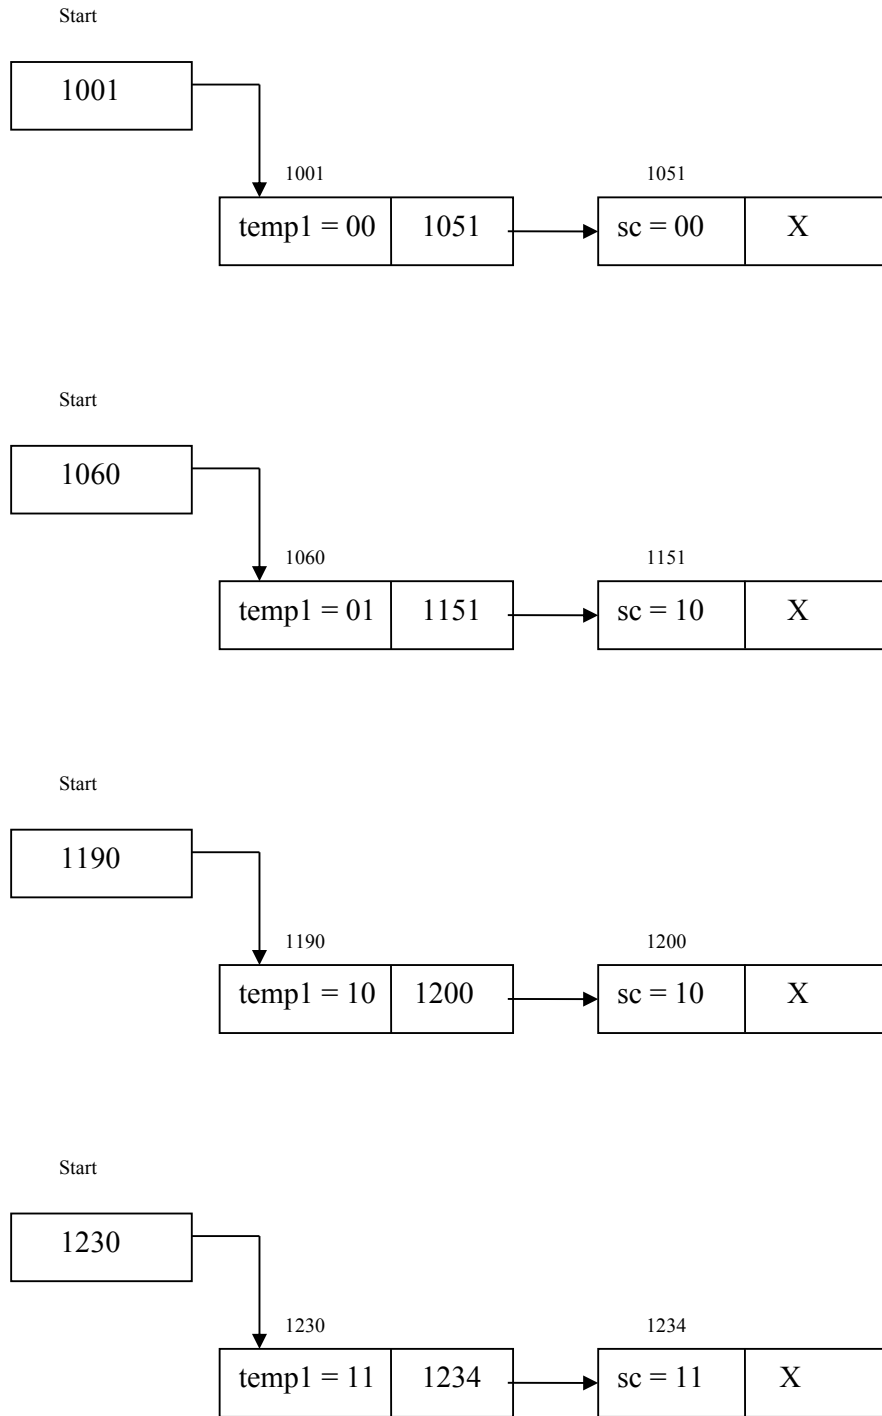 Start
1001
1001 1051
temp1 = 00 1051 sc = 00 X
Start
1060
1060 1151
temp1 = 01 1151 sc = 10 X
Start
1190
1190 1200
temp1 = 10 1200 sc = 10 X
Start
1230
1230 1234
temp1 = 11 1234 sc = 11 X